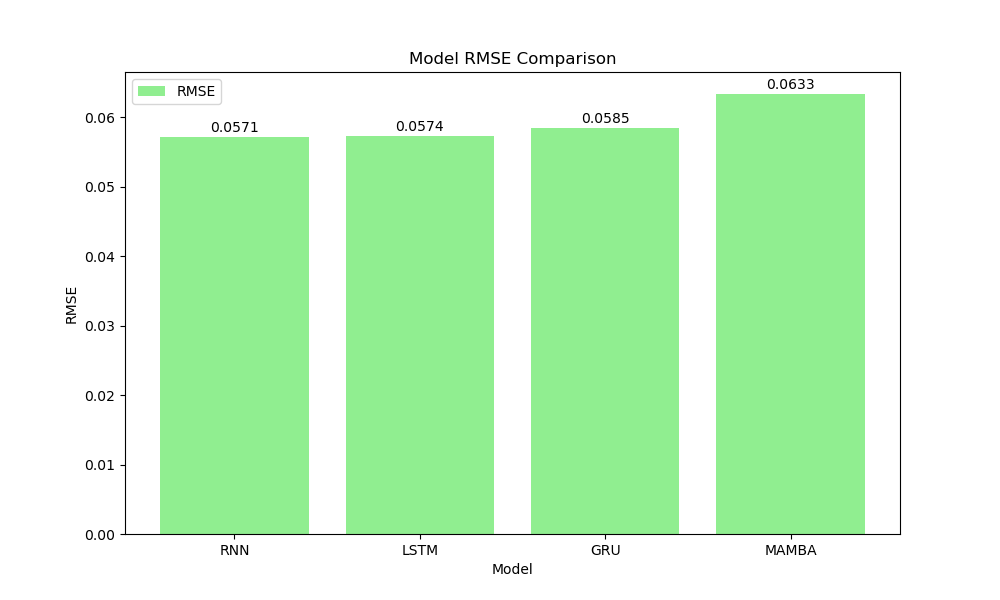 Model RMSE Comparison
RMSE
0.0571
0.0574
0.0585
0.0633
0.06
0.05
0.04
0.03
0.02
0.01
0.00
RMSE
RNN
LSTM
GRU
MAMBA
Model